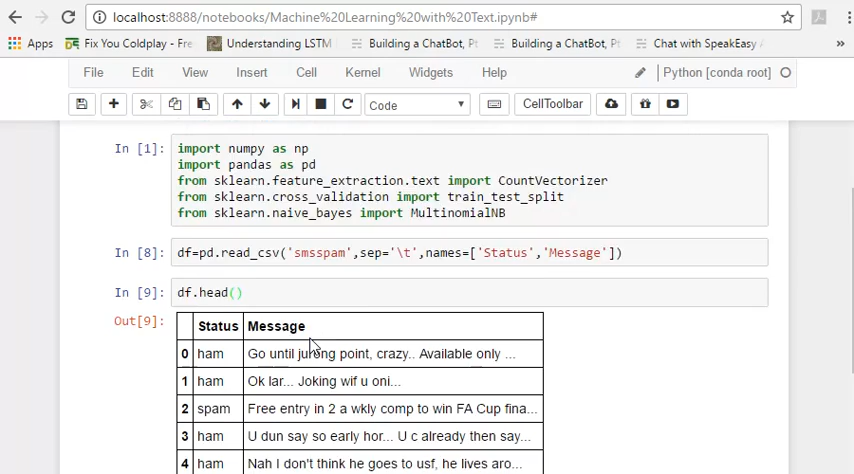 localhost:8888/notebooks/Machine%20Learning%20with%20Text.ipynb#
Apps Fix You Coldplay - Fre Understanding LSTM Building a ChatBot, Pt Building a ChatBot, Pt Chat with SpeakEasy »
File Edit View Insert Cell Kernel Widgets Help Python [conda root]
Code CellToolbar
In [1]: import numpy as np
import pandas as pd
from sklearn.feature_extraction.text import CountVectorizer
from sklearn.cross_validation import train_test_split
from sklearn.naive_bayes import MultinomialNB
In [8]: df=pd.read_csv('smsspam',sep='\t',names=['Status','Message'])
In [9]: df.head()
Out[9]:
Status Message
0 ham Go until jurong point, crazy.. Available only ...
1 ham Ok lar... Joking wif u oni...
2 spam Free entry in 2 a wkly comp to win FA Cup fina...
3 ham U dun say so early hor... U c already then say...
4 ham Nah I don't think he goes to usf, he lives aro...